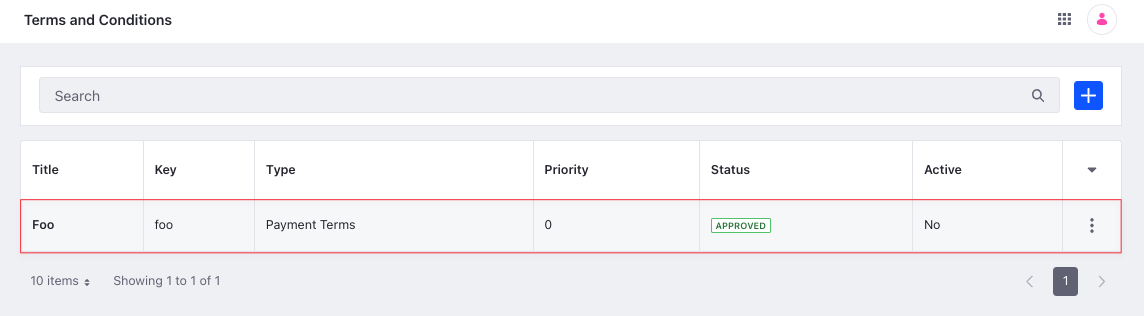 Terms and Conditions
Search
Title Key Type Priority Status Active
Foo foo Payment Terms 0 APPROVED No
10 items Showing 1 to 1 of 1 1